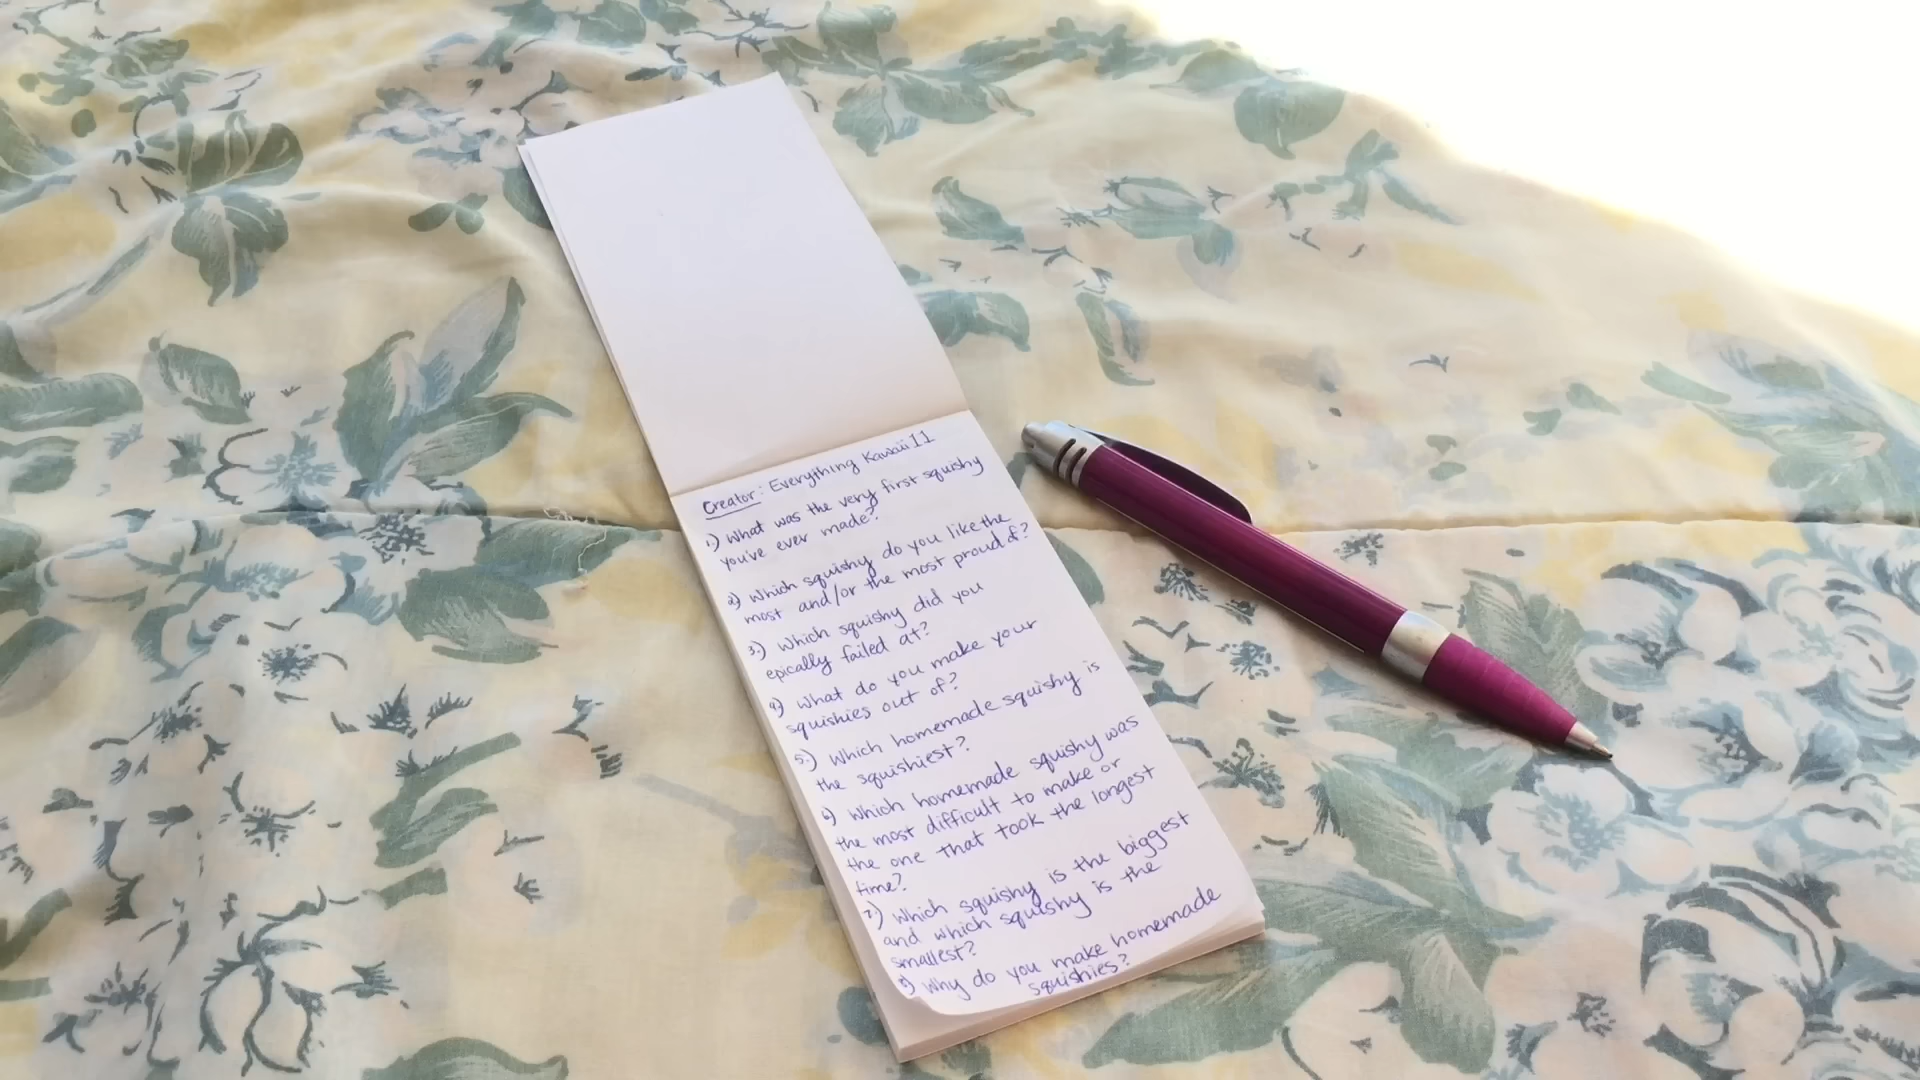 Creator: Everything Kawaii 11
1.) What was the very first squishy
you've ever made?
2) Which squishy do you like the
most and/or the most proud of?
3.) Which squishy did you
epically failed at?
4) What do you make your
squishies out of?
5.) Which homemade squishy is
the squishiest?
6) Which homemade squishy was
the most difficult to make or
the one that took the longest
time?
7.) Which squishy is the biggest
and which squishy is the
smallest?
8) Why do you make homemade
squishies?